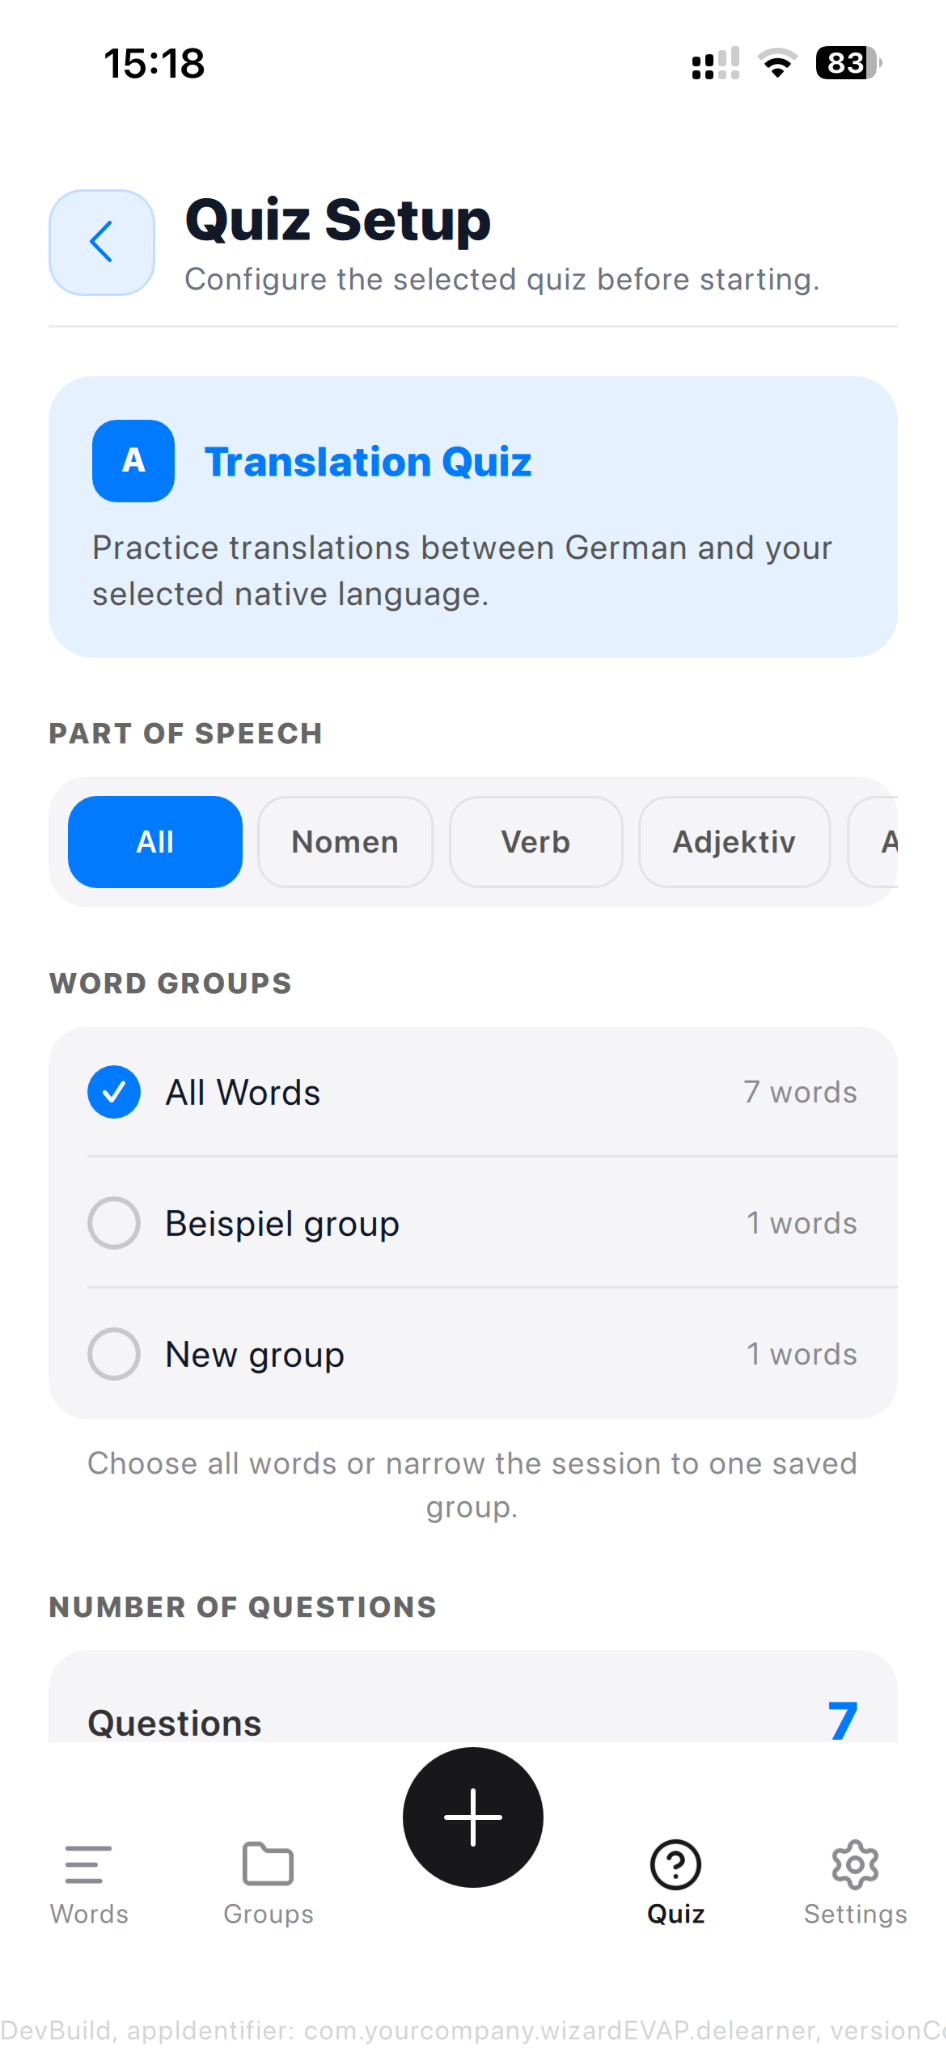 15:18
83
Quiz Setup
Configure the selected quiz before starting.
A
Translation Quiz
Practice translations between German and your
selected native language.
PART OF SPEECH
All Nomen Verb Adjektiv A
WORD GROUPS
All Words 7 words
Beispiel group 1 words
New group 1 words
Choose all words or narrow the session to one saved
group.
NUMBER OF QUESTIONS
Questions 7
Words Groups Quiz Settings
DevBuild, appIdentifier: com.yourcompany.wizardEVAP.delearner, versionCo